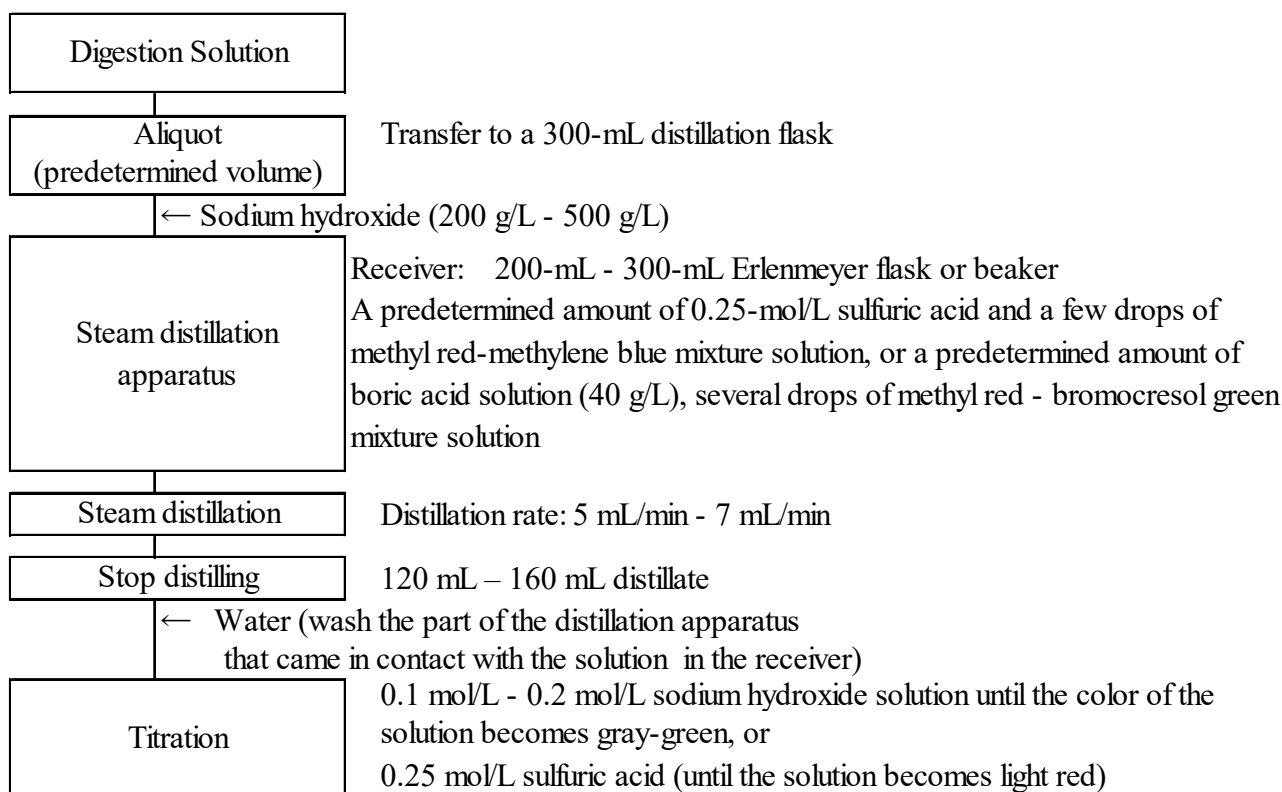 Digestion Solution
Aliquot
(predetermined volume)
Transfer to a 300-mL distillation flask
← Sodium hydroxide (200 g/L - 500 g/L)
Steam distillation
apparatus
Receiver: 200-mL - 300-mL Erlenmeyer flask or beaker
A predetermined amount of 0.25-mol/L sulfuric acid and a few drops of
methyl red-methylene blue mixture solution, or a predetermined amount of
boric acid solution (40 g/L), several drops of methyl red - bromocresol green
mixture solution
Steam distillation
Distillation rate: 5 mL/min - 7 mL/min
Stop distilling
120 mL – 160 mL distillate
← Water (wash the part of the distillation apparatus
that came in contact with the solution in the receiver)
Titration
0.1 mol/L - 0.2 mol/L sodium hydroxide solution until the color of the
solution becomes gray-green, or
0.25 mol/L sulfuric acid (until the solution becomes light red)